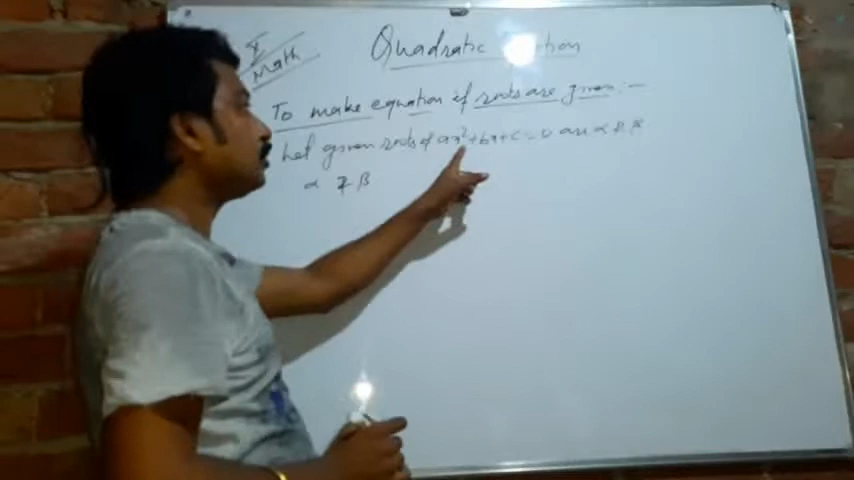 X
Math
Quadratic Equation
To make equation if roots are given :-
Let given roots of ax²+bx+c=0 are α & β
α & β